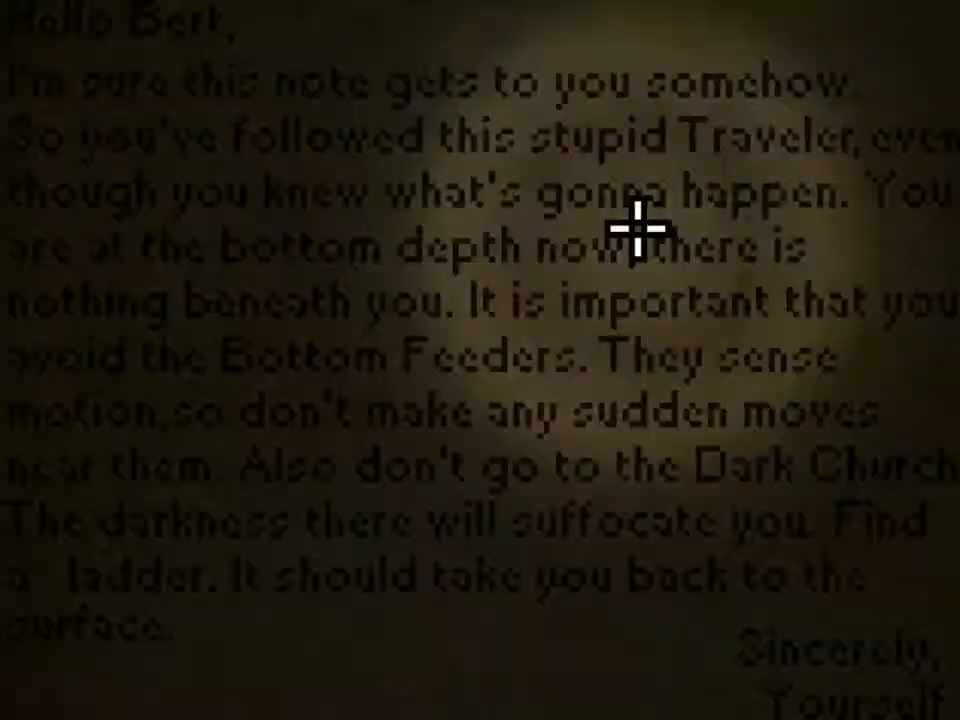 Hello Bert,
I'm sure this note gets to you somehow.
So you've followed this stupid Traveler, even
though you knew what's gonna happen. You
are at the bottom depth now, there is
nothing beneath you. It is important that you
avoid the Bottom Feeders. They sense
motion,so don't make any sudden moves
near them. Also don't go to the Dark Church
The darkness there will suffocate you. Find
a ladder. It should take you back to the
surface.
Sincerely,
Yourself